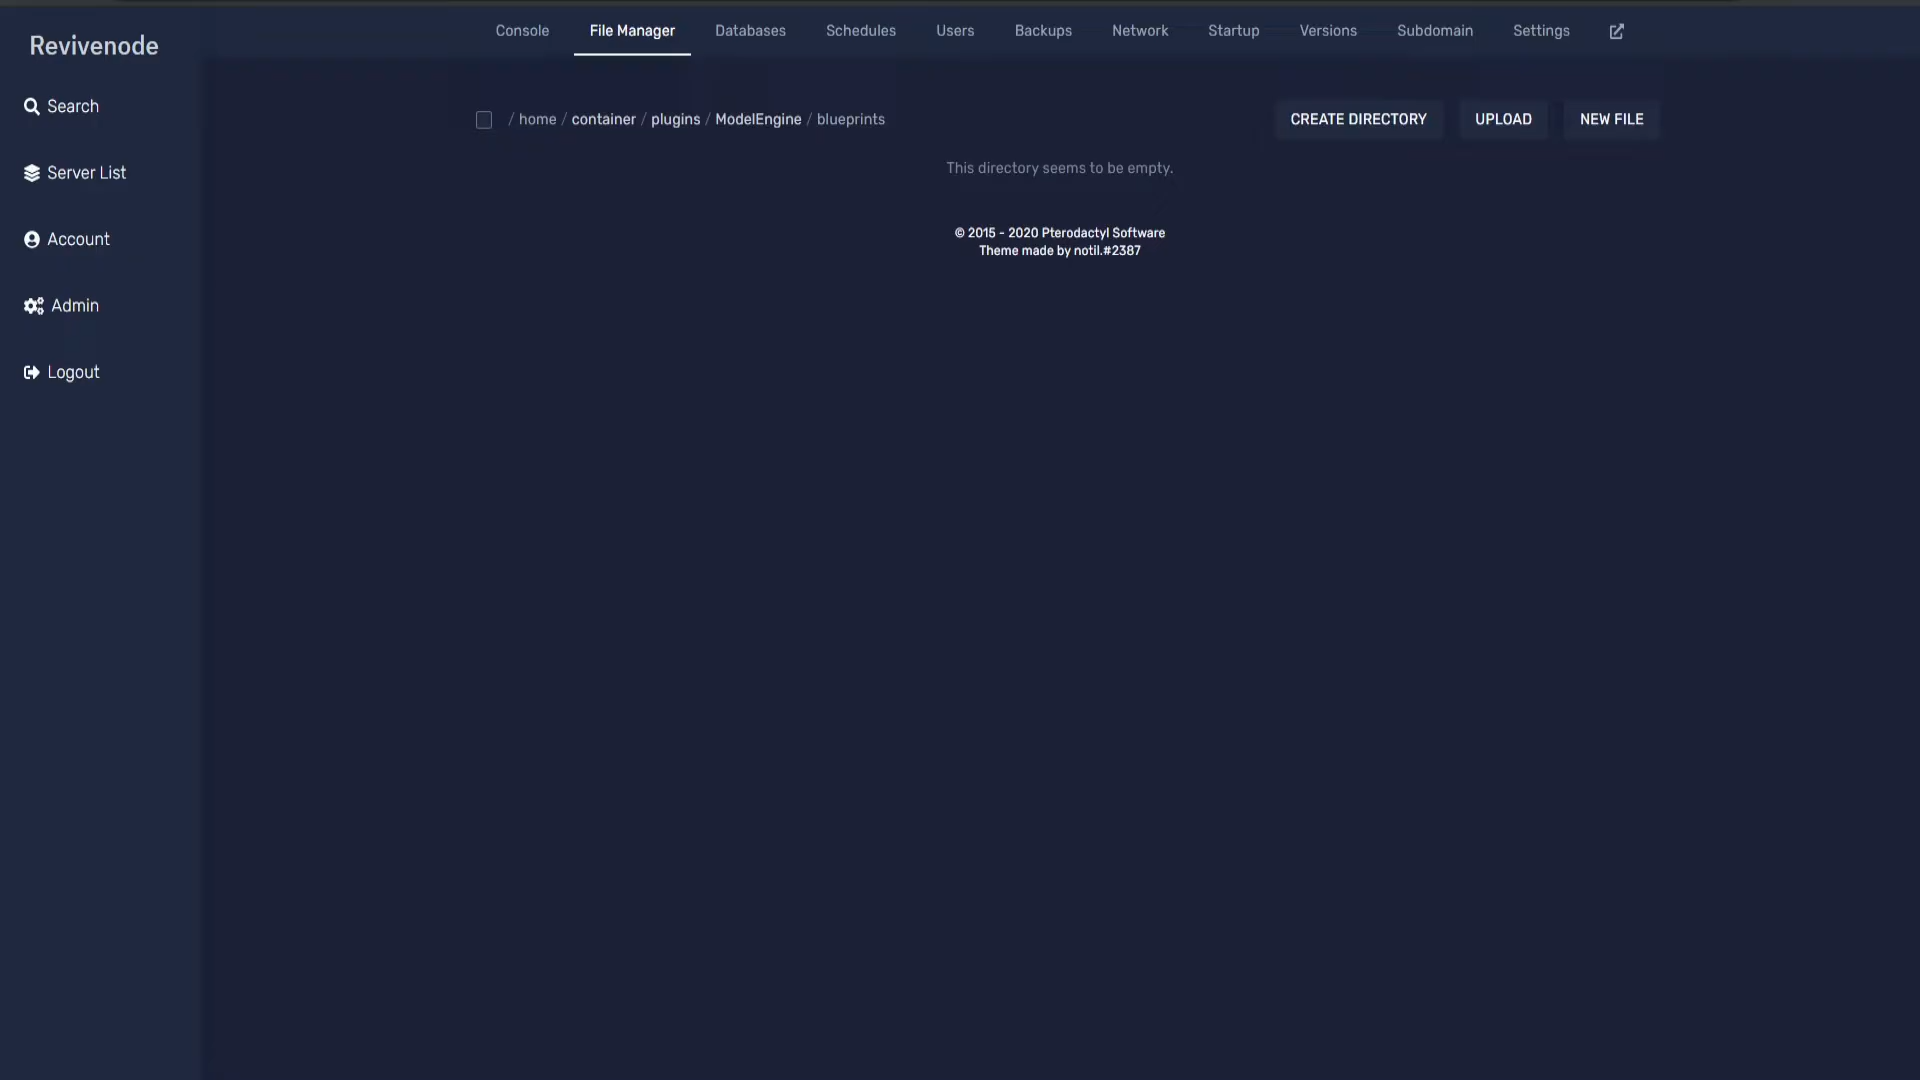 Revivenode
Search
Server List
Account
Admin
Logout
Console File Manager Databases Schedules Users Backups Network Startup Versions Subdomain Settings
/ home / container / plugins / ModelEngine / blueprints
CREATE DIRECTORY UPLOAD NEW FILE
This directory seems to be empty.
© 2015 - 2020 Pterodactyl Software
Theme made by notil.#2387